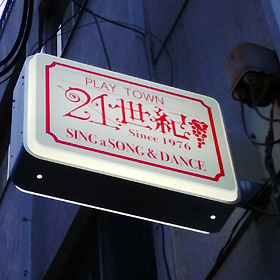 PLAY TOWN
21世紀
Since 1976
SING a SONG & DANCE